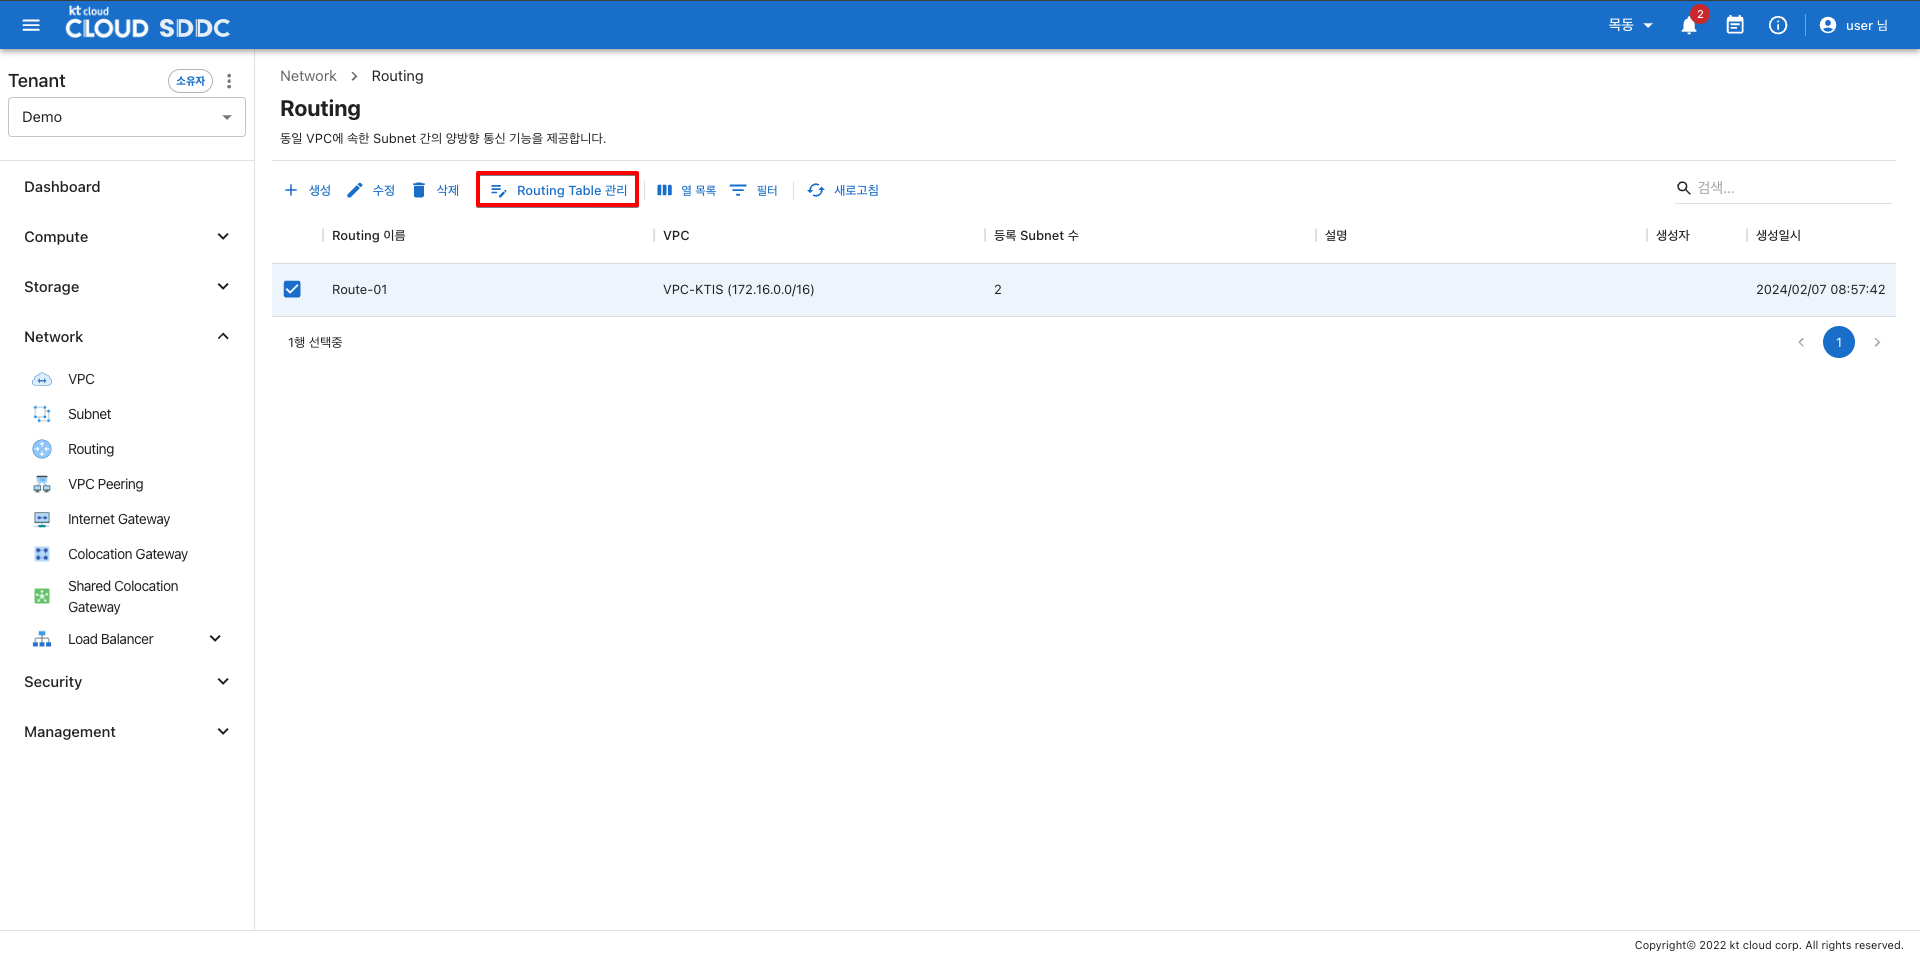 kt cloud
CLOUD SDDC
목동
2
user 님
Tenant
소유자
Demo
Dashboard
Compute
Storage
Network
VPC
Subnet
Routing
VPC Peering
Internet Gateway
Colocation Gateway
Shared Colocation
Gateway
Load Balancer
Security
Management
Network > Routing
Routing
동일 VPC에 속한 Subnet 간의 양방향 통신 기능을 제공합니다.
생성 수정 삭제 Routing Table 관리 열 목록 필터 새로고침 검색...
Routing 이름 VPC 등록 Subnet 수 설명 생성자 생성일시
Route-01 VPC-KTIS (172.16.0.0/16) 2 2024/02/07 08:57:42
1행 선택중
1
Copyright© 2022 kt cloud corp. All rights reserved.